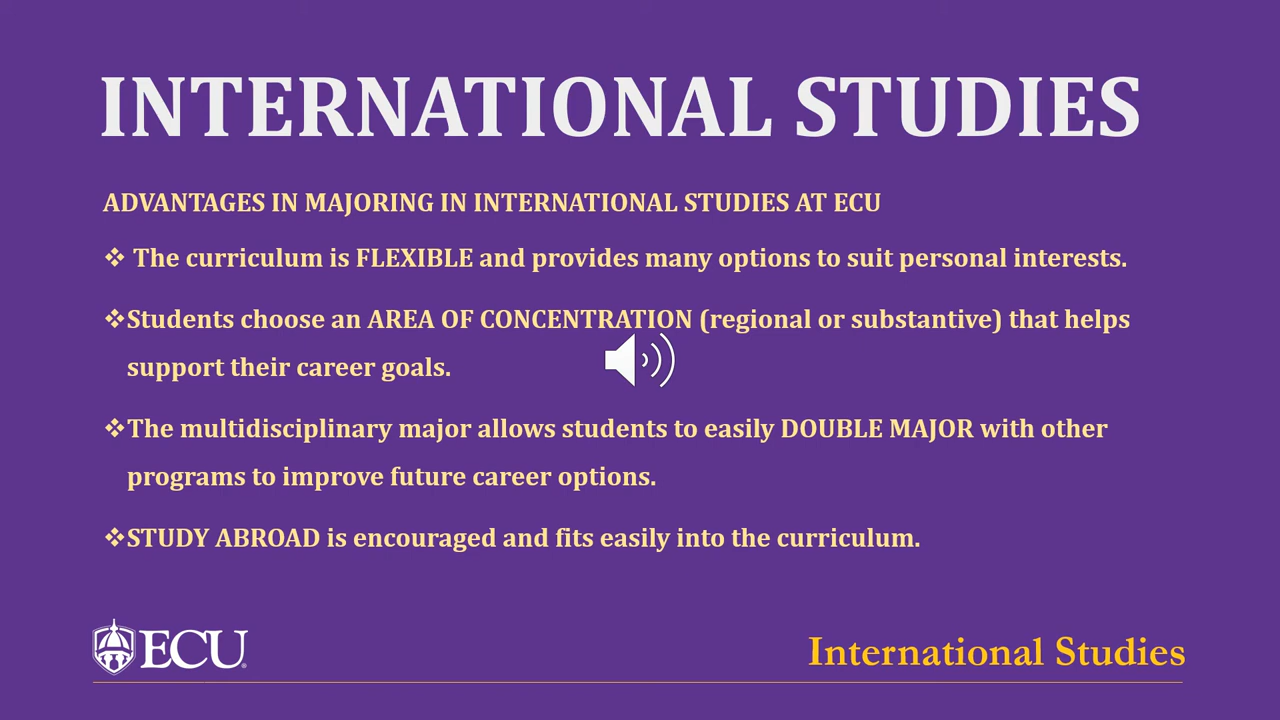 INTERNATIONAL STUDIES
ADVANTAGES IN MAJORING IN INTERNATIONAL STUDIES AT ECU
❖ The curriculum is FLEXIBLE and provides many options to suit personal interests.
❖Students choose an AREA OF CONCENTRATION (regional or substantive) that helps
support their career goals.
❖The multidisciplinary major allows students to easily DOUBLE MAJOR with other
programs to improve future career options.
❖STUDY ABROAD is encouraged and fits easily into the curriculum.
ECU®
International Studies